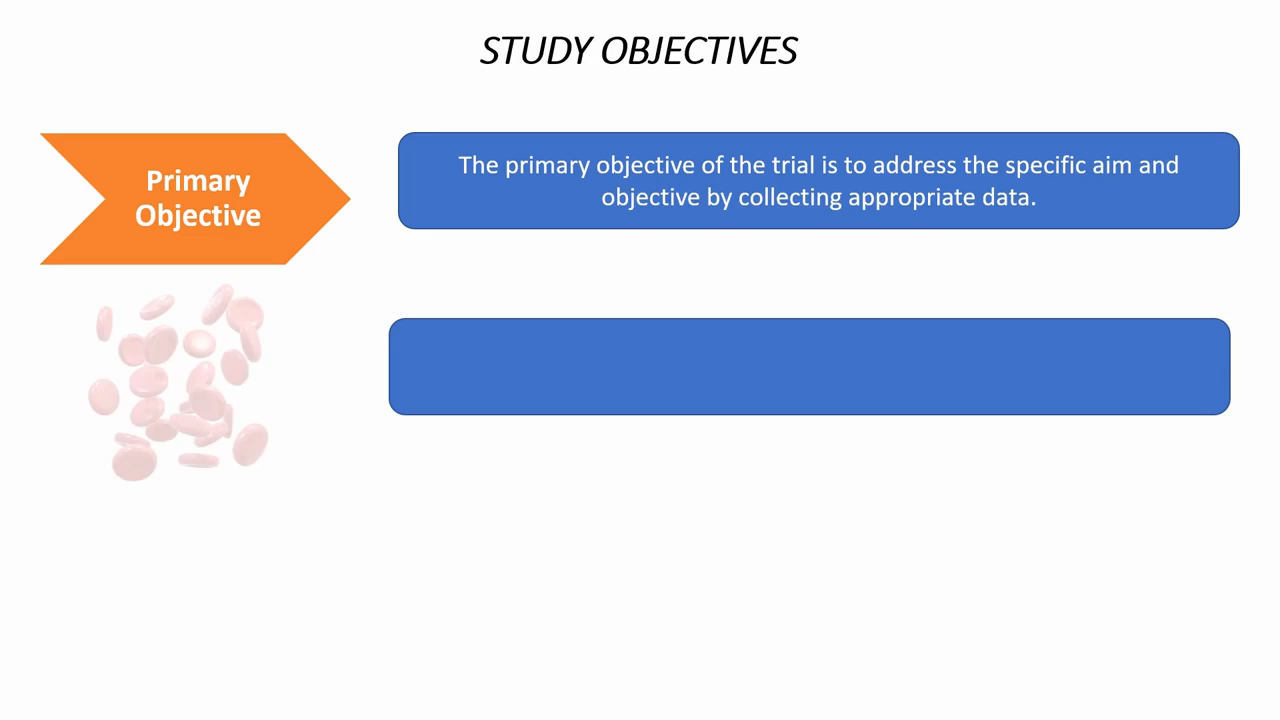 STUDY OBJECTIVES
Primary
Objective
The primary objective of the trial is to address the specific aim and
objective by collecting appropriate data.